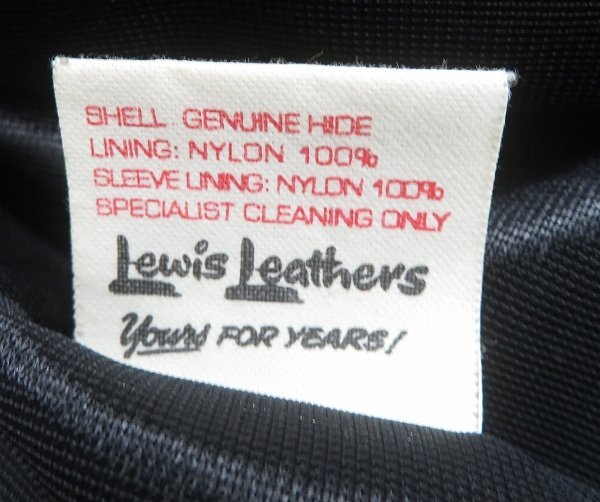 SHELL GENUINE HIDE
LINING: NYLON 100%
SLEEVE LINING: NYLON 100%
SPECIALIST CLEANING ONLY
Lewis Leathers
Yours FOR YEARS!